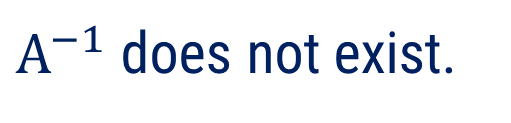 A⁻¹ does not exist.